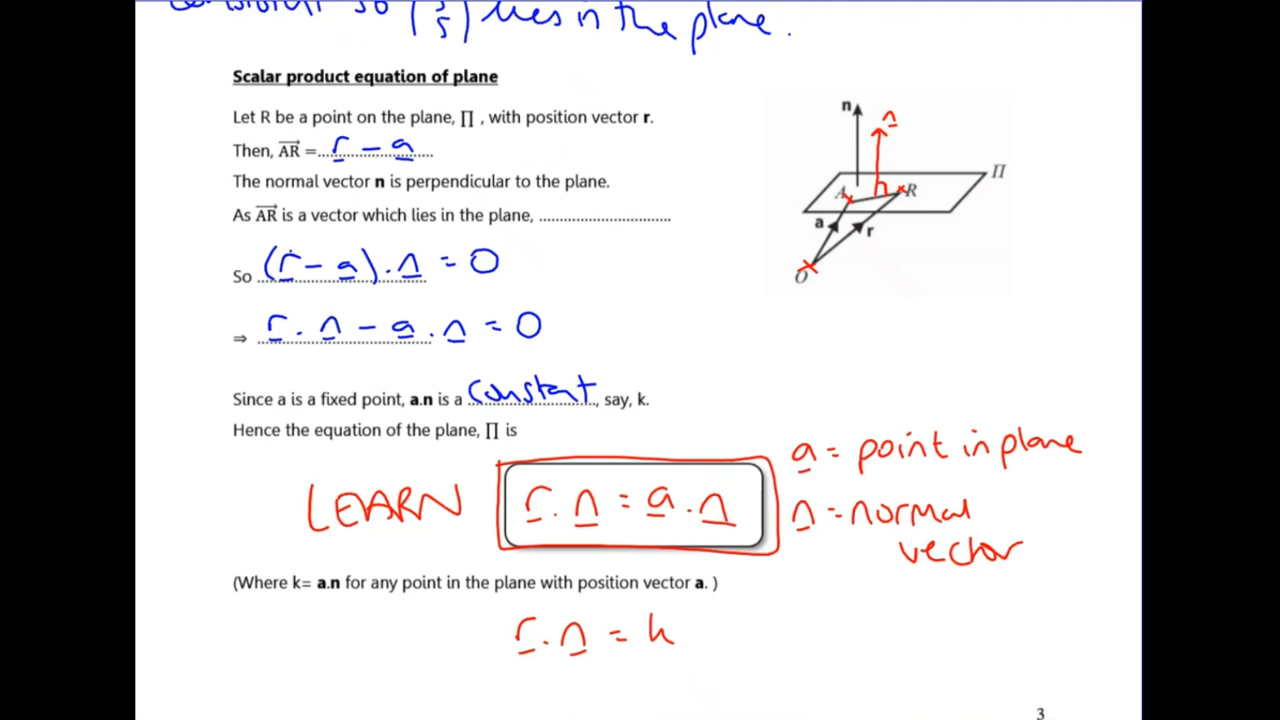 so (3 5) lies in the plane.
Scalar product equation of plane
Let R be a point on the plane, ∏ , with position vector r.
Then, AR = r - a
The normal vector n is perpendicular to the plane.
As AR is a vector which lies in the plane, ...............................
So (r - a) . n = 0
⇒ r . n - a . n = 0
Since a is a fixed point, a.n is a constant, say, k.
Hence the equation of the plane, ∏ is
LEARN r . n = a . n
a = point in plane
n = normal
vector
(Where k= a.n for any point in the plane with position vector a. )
r . n = k
n
n
Π
A
R
a
r
O
3